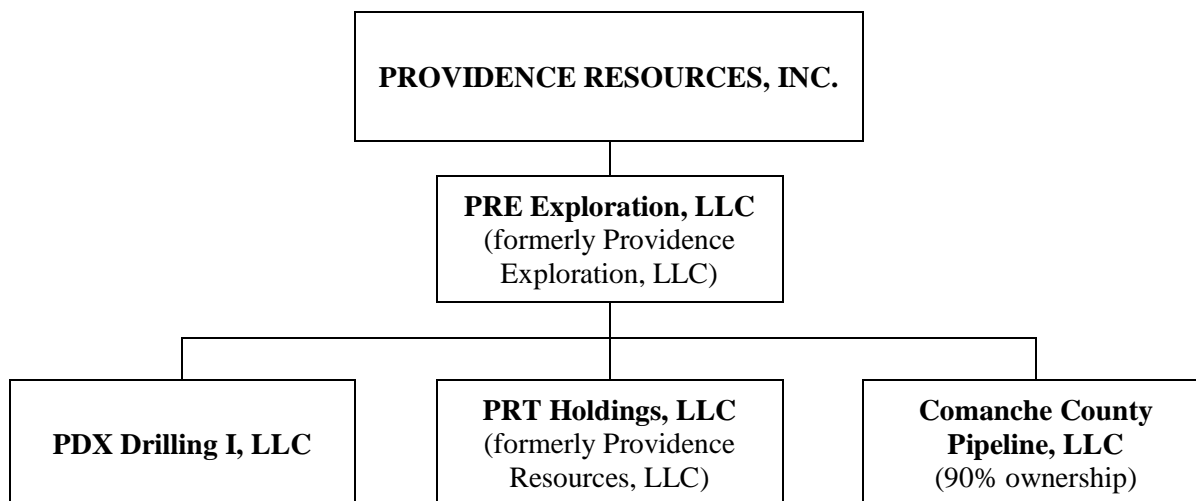 PROVIDENCE RESOURCES, INC.
PRE Exploration, LLC
(formerly Providence
Exploration, LLC)
PDX Drilling I, LLC
PRT Holdings, LLC
(formerly Providence
Resources, LLC)
Comanche County
Pipeline, LLC
(90% ownership)